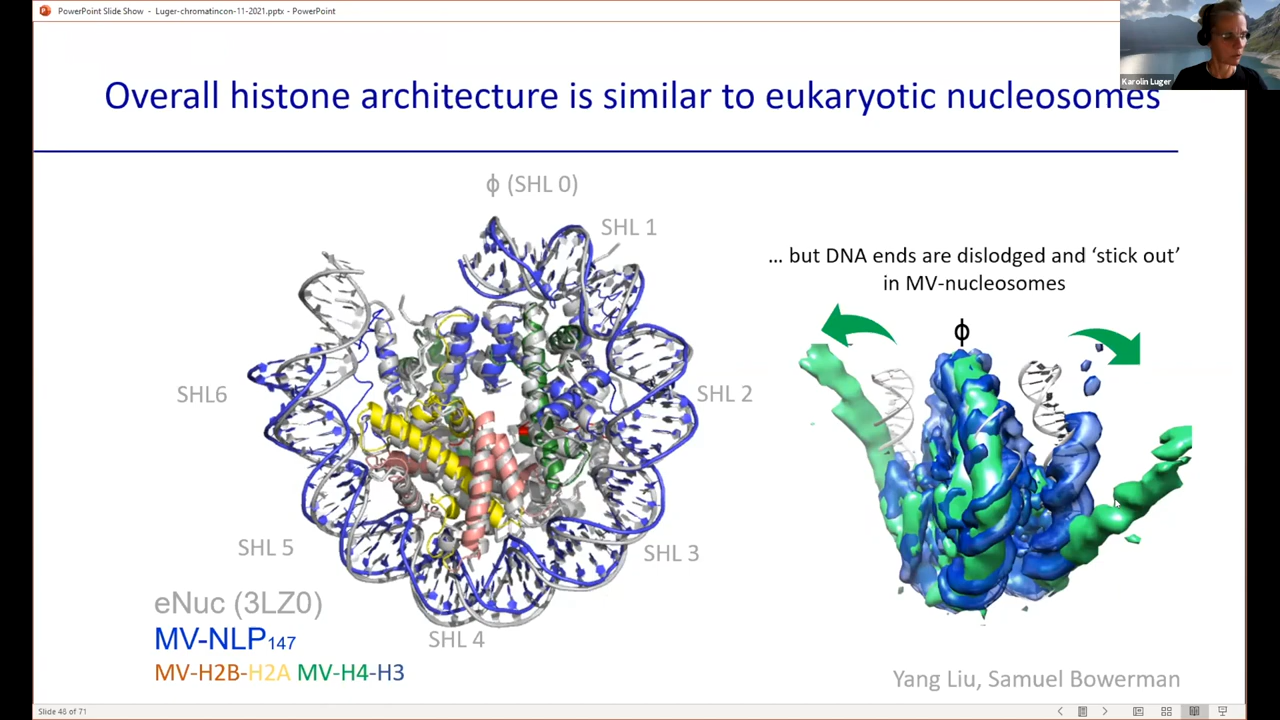 PowerPoint Slide Show - Luger-chromatincon-11-2021.pptx - PowerPoint
Karolin Luger
Overall histone architecture is similar to eukaryotic nucleosomes
ϕ (SHL 0)
SHL 1
... but DNA ends are dislodged and ‘stick out’
in MV-nucleosomes
ϕ
SHL6
SHL 2
SHL 5
SHL 3
eNuc (3LZ0)
MV-NLP147
SHL 4
MV-H2B-H2A MV-H4-H3
Yang Liu, Samuel Bowerman
Slide 48 of 71